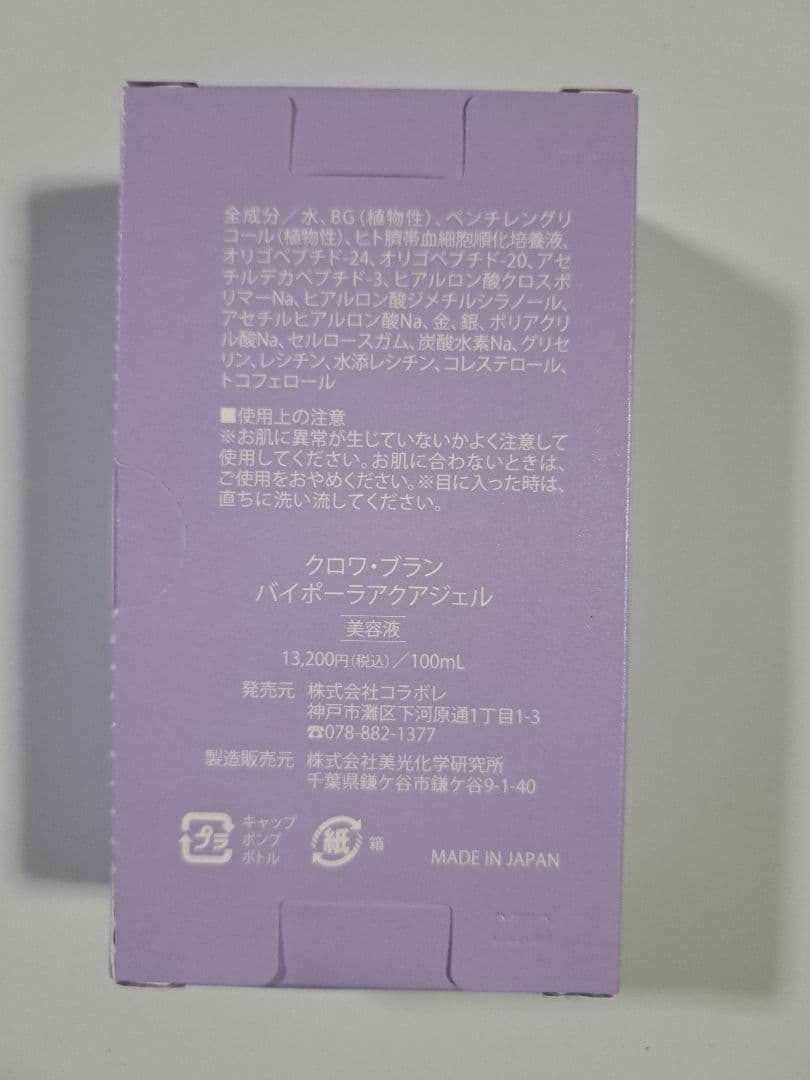 全成分／水、BG（植物性）、ペンチレングリ
コール（植物性）、ヒト臍帯血細胞順化培養液、
オリゴペプチド-24、オリゴペプチド-20、アセ
チルデカペプチド-3、ヒアルロン酸クロスポ
リマーNa、ヒアルロン酸ジメチルシラノール、
アセチルヒアルロン酸Na、金、銀、ポリアクリ
ル酸Na、セルロースガム、炭酸水素Na、グリセ
リン、レシチン、水添レシチン、コレステロール、
トコフェロール
■使用上の注意
※お肌に異常が生じていないかよく注意して
使用してください。お肌に合わないときは、
ご使用をおやめください。※目に入った時は、
直ちに洗い流してください。
クロワ・ブラン
バイポーラアクアジェル
美容液
13,200円（税込）／100mL
発売元 株式会社コラボレ
神戸市灘区下河原通1丁目1-3
☎078-882-1377
製造販売元 株式会社美光化学研究所
千葉県鎌ケ谷市鎌ケ谷9-1-40
プラ キャップ
ポンプ
ボトル
紙 箱
MADE IN JAPAN